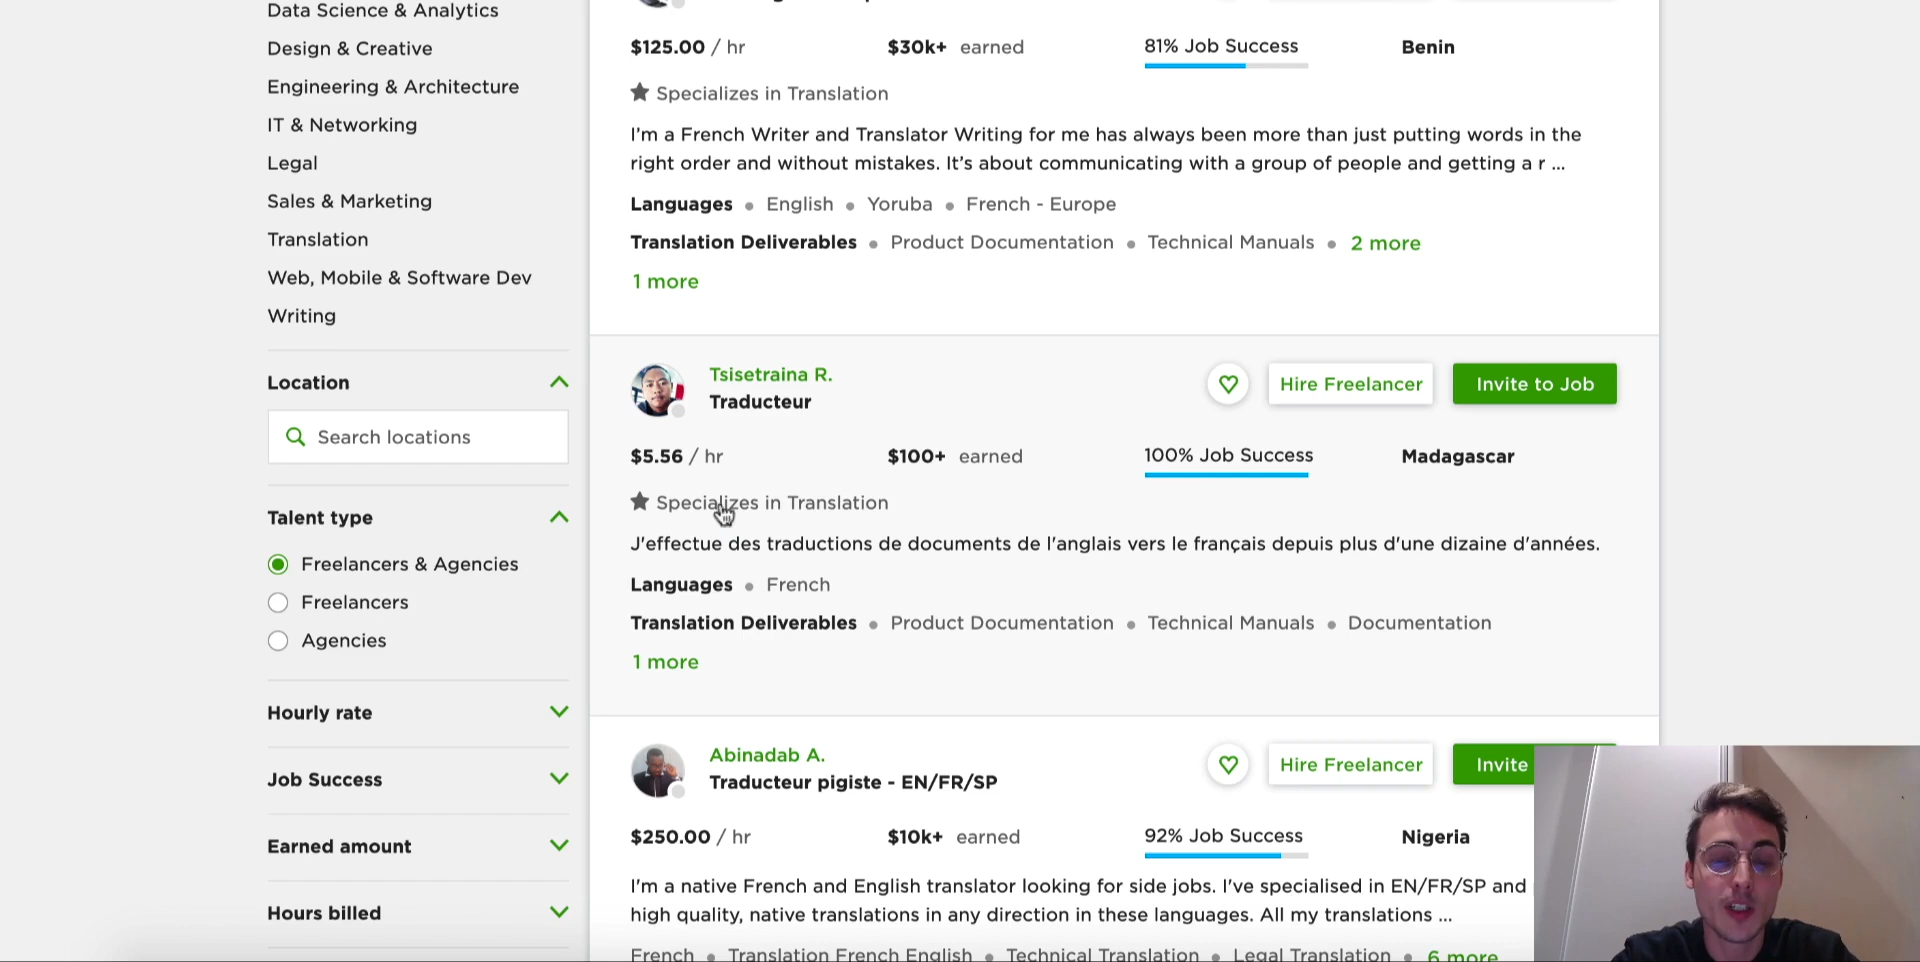 Data Science & Analytics
Design & Creative
Engineering & Architecture
IT & Networking
Legal
Sales & Marketing
Translation
Web, Mobile & Software Dev
Writing
Location
Search locations
Talent type
Freelancers & Agencies
Freelancers
Agencies
Hourly rate
Job Success
Earned amount
Hours billed
$125.00 / hr $30k+ earned 81% Job Success Benin
Specializes in Translation
I'm a French Writer and Translator Writing for me has always been more than just putting words in the
right order and without mistakes. It's about communicating with a group of people and getting a r ...
Languages • English • Yoruba • French - Europe
Translation Deliverables • Product Documentation • Technical Manuals • 2 more
1 more
Tsisetraina R.
Traducteur
Hire Freelancer Invite to Job
$5.56 / hr $100+ earned 100% Job Success Madagascar
Specializes in Translation
J'effectue des traductions de documents de l'anglais vers le français depuis plus d'une dizaine d'années.
Languages • French
Translation Deliverables • Product Documentation • Technical Manuals • Documentation
1 more
Abinadab A.
Traducteur pigiste - EN/FR/SP
Hire Freelancer Invite
$250.00 / hr $10k+ earned 92% Job Success Nigeria
I'm a native French and English translator looking for side jobs. I've specialised in EN/FR/SP and
high quality, native translations in any direction in these languages. All my translations ...
French • Translation French English • Technical Translation • Legal Translation • 6 more